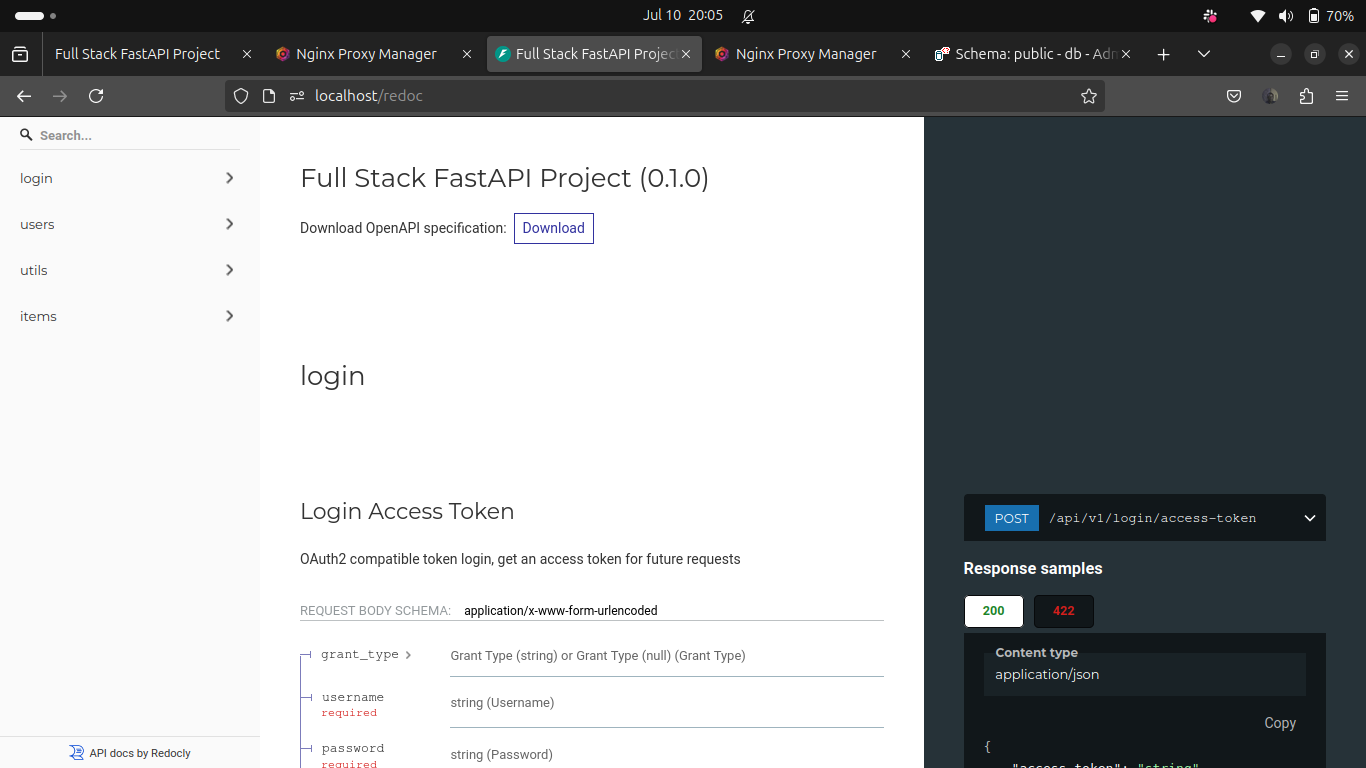 Jul 10 20:05
70%
Full Stack FastAPI Project
Nginx Proxy Manager
Full Stack FastAPI Project
Nginx Proxy Manager
Schema: public - db - Adm
localhost/redoc
Search...
login
users
utils
items
API docs by Redocly
Full Stack FastAPI Project (0.1.0)
Download OpenAPI specification: Download
login
Login Access Token
OAuth2 compatible token login, get an access token for future requests
REQUEST BODY SCHEMA: application/x-www-form-urlencoded
grant_type Grant Type (string) or Grant Type (null) (Grant Type)
username string (Username)
required
password string (Password)
required
POST /api/v1/login/access-token
Response samples
200 422
Content type
application/json
Copy
{
"access_token": "string"